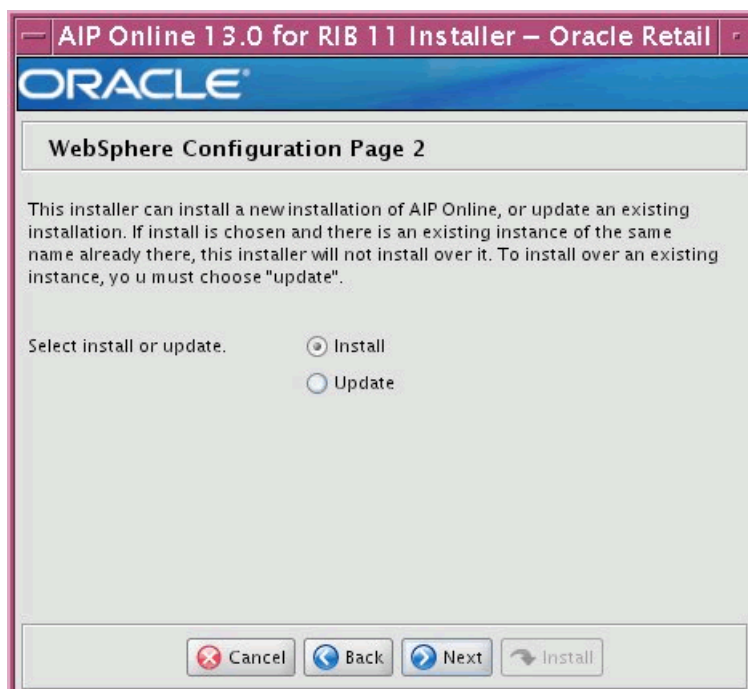 AIP Online 13.0 for RIB 11 Installer – Oracle Retail
ORACLE®
WebSphere Configuration Page 2
This installer can install a new installation of AIP Online, or update an existing
installation. If install is chosen and there is an existing instance of the same
name already there, this installer will not install over it. To install over an existing
instance, yo u must choose "update".
Select install or update.
Install
Update
Cancel
Back
Next
Install